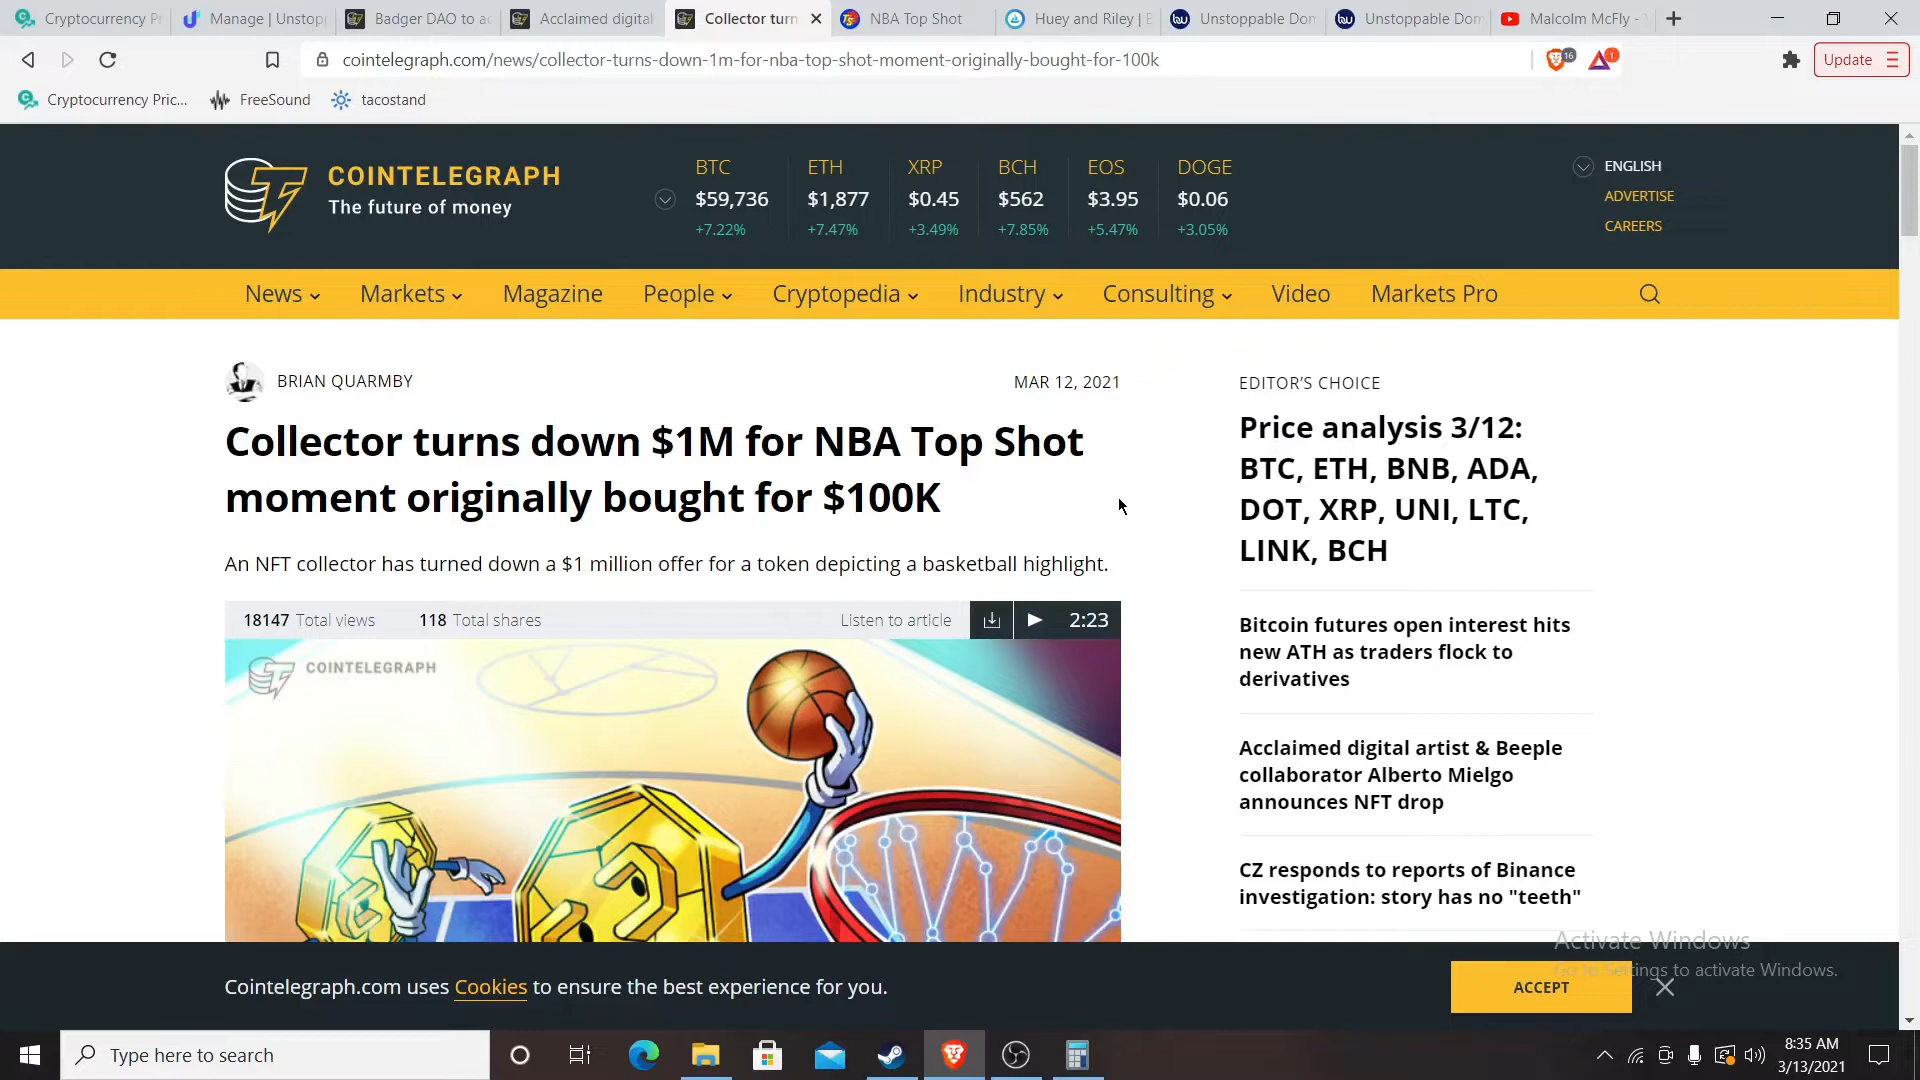 Cryptocurrency Pr
Manage | Unstopp
Badger DAO to ac
Acclaimed digital
Collector turn
NBA Top Shot
Huey and Riley | E
Unstoppable Dom
Unstoppable Dom
Malcolm McFly -
cointelegraph.com/news/collector-turns-down-1m-for-nba-top-shot-moment-originally-bought-for-100k
16
1
Update
Cryptocurrency Pric...
FreeSound
tacostand
COINTELEGRAPH
The future of money
BTC ETH XRP BCH EOS DOGE
$59,736 $1,877 $0.45 $562 $3.95 $0.06
+7.22% +7.47% +3.49% +7.85% +5.47% +3.05%
ENGLISH
ADVERTISE
CAREERS
News Markets Magazine People Cryptopedia Industry Consulting Video Markets Pro
BRIAN QUARMBY
MAR 12, 2021
Collector turns down $1M for NBA Top Shot
moment originally bought for $100K
An NFT collector has turned down a $1 million offer for a token depicting a basketball highlight.
18147 Total views 118 Total shares Listen to article 2:23
COINTELEGRAPH
EDITOR'S CHOICE
Price analysis 3/12:
BTC, ETH, BNB, ADA,
DOT, XRP, UNI, LTC,
LINK, BCH
Bitcoin futures open interest hits
new ATH as traders flock to
derivatives
Acclaimed digital artist & Beeple
collaborator Alberto Mielgo
announces NFT drop
CZ responds to reports of Binance
investigation: story has no "teeth"
Activate Windows
Go to Settings to activate Windows.
Cointelegraph.com uses Cookies to ensure the best experience for you.
ACCEPT
Type here to search
8:35 AM
3/13/2021